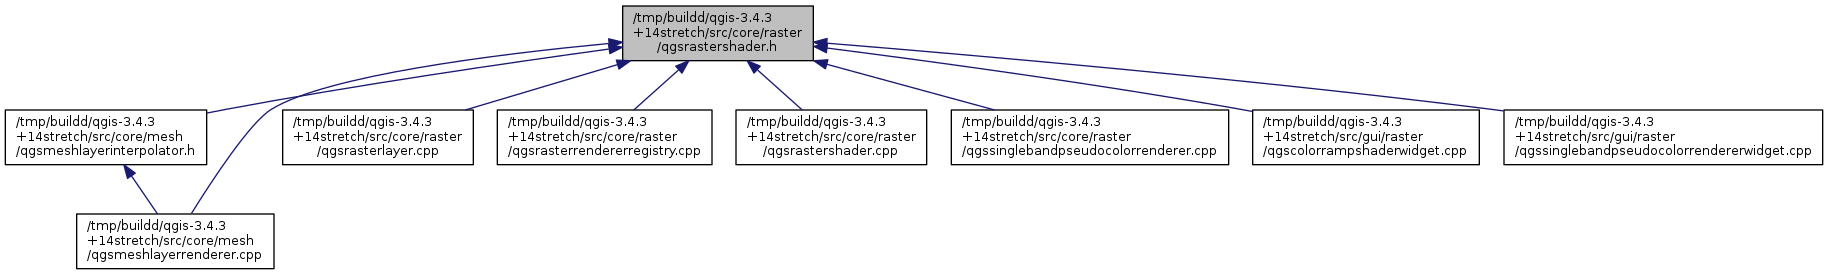 /tmp/buildd/qgis-3.4.3
+14stretch/src/core/raster
/qgsrastershader.h
/tmp/buildd/qgis-3.4.3
+14stretch/src/core/mesh
/qgsmeshlayerinterpolator.h
/tmp/buildd/qgis-3.4.3
+14stretch/src/core/raster
/qgsrasterlayer.cpp
/tmp/buildd/qgis-3.4.3
+14stretch/src/core/raster
/qgsrasterrendererregistry.cpp
/tmp/buildd/qgis-3.4.3
+14stretch/src/core/raster
/qgsrastershader.cpp
/tmp/buildd/qgis-3.4.3
+14stretch/src/core/raster
/qgssinglebandpseudocolorrenderer.cpp
/tmp/buildd/qgis-3.4.3
+14stretch/src/gui/raster
/qgscolorrampshaderwidget.cpp
/tmp/buildd/qgis-3.4.3
+14stretch/src/gui/raster
/qgssinglebandpseudocolorrendererwidget.cpp
/tmp/buildd/qgis-3.4.3
+14stretch/src/core/mesh
/qgsmeshlayerrenderer.cpp